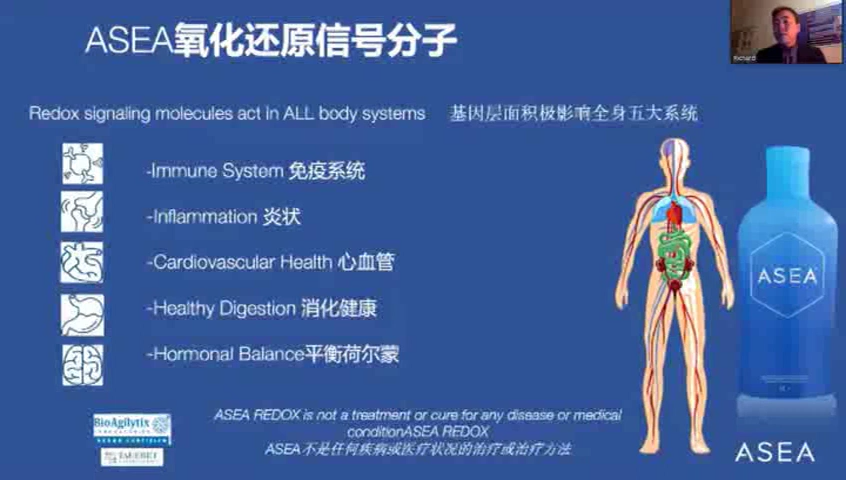 ASEA氧化还原信号分子
Richard
Redox signaling molecules act in ALL body systems 基因层面积极影响全身五大系统
-Immune System 免疫系统
-Inflammation 炎状
-Cardiovascular Health 心血管
-Healthy Digestion 消化健康
-Hormonal Balance平衡荷尔蒙
ASEA
BioAgilytix
ASEA REDOX is not a treatment or cure for any disease or medical
conditionASEA REDOX
ASEA不是任何疾病或医疗状况的治疗或治疗方法
ASEA